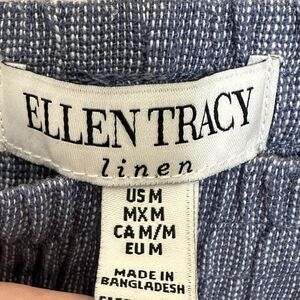 ELLEN TRACY
linen
US M
MX M
CA M/M
EU M
MADE IN
BANGLADESH